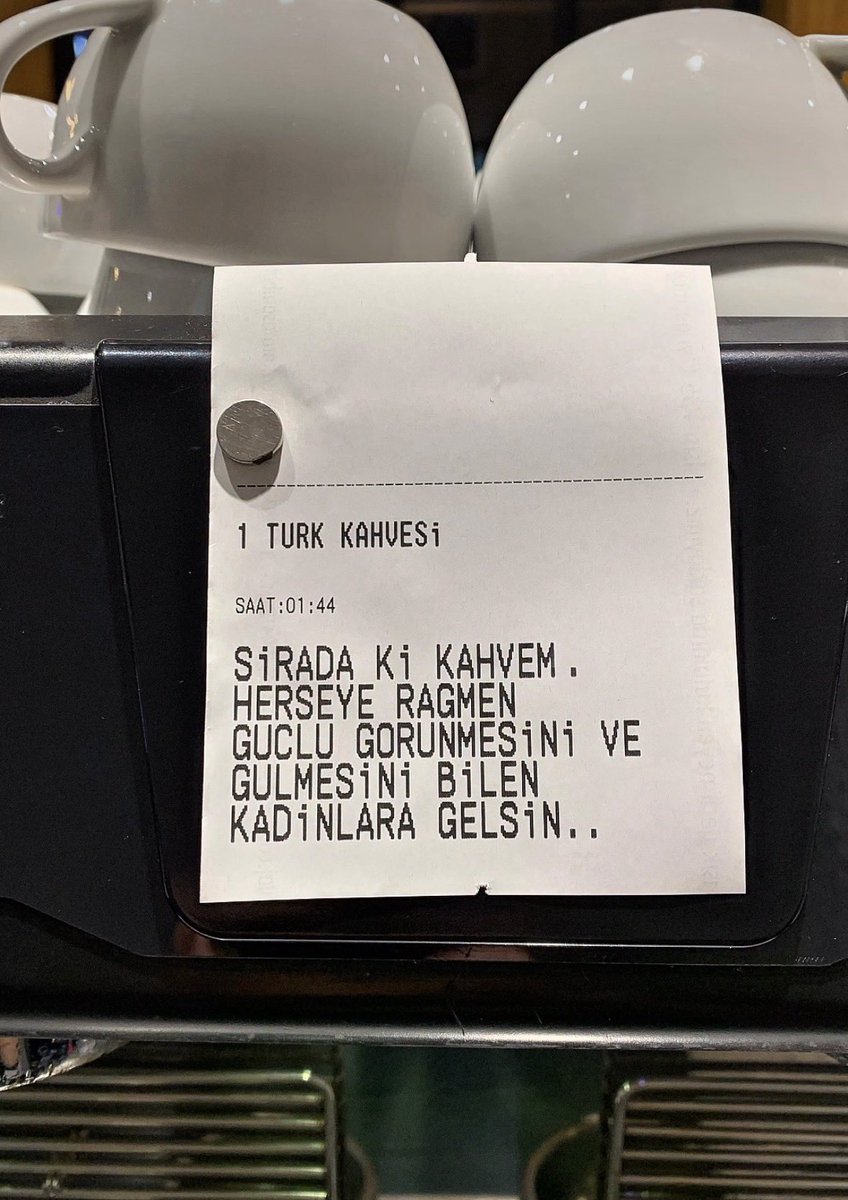 1 TURK KAHVESi
SAAT:01:44
SiRADA Ki KAHVEM.
HERSEYE RAGMEN
GUCLU GORUNMESiNi VE
GULMESiNi BiLEN
KADiNLARA GELSiN..